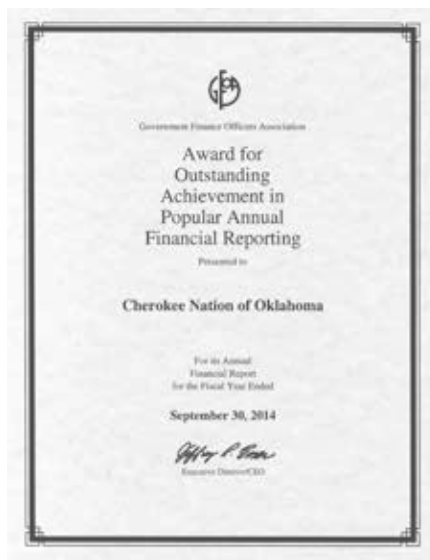 Government Finance Officers Association
Award for
Outstanding
Achievement in
Popular Annual
Financial Reporting
Presented to
Cherokee Nation of Oklahoma
For its Annual
Financial Report
for the Fiscal Year Ended
September 30, 2014
Executive Director/CEO